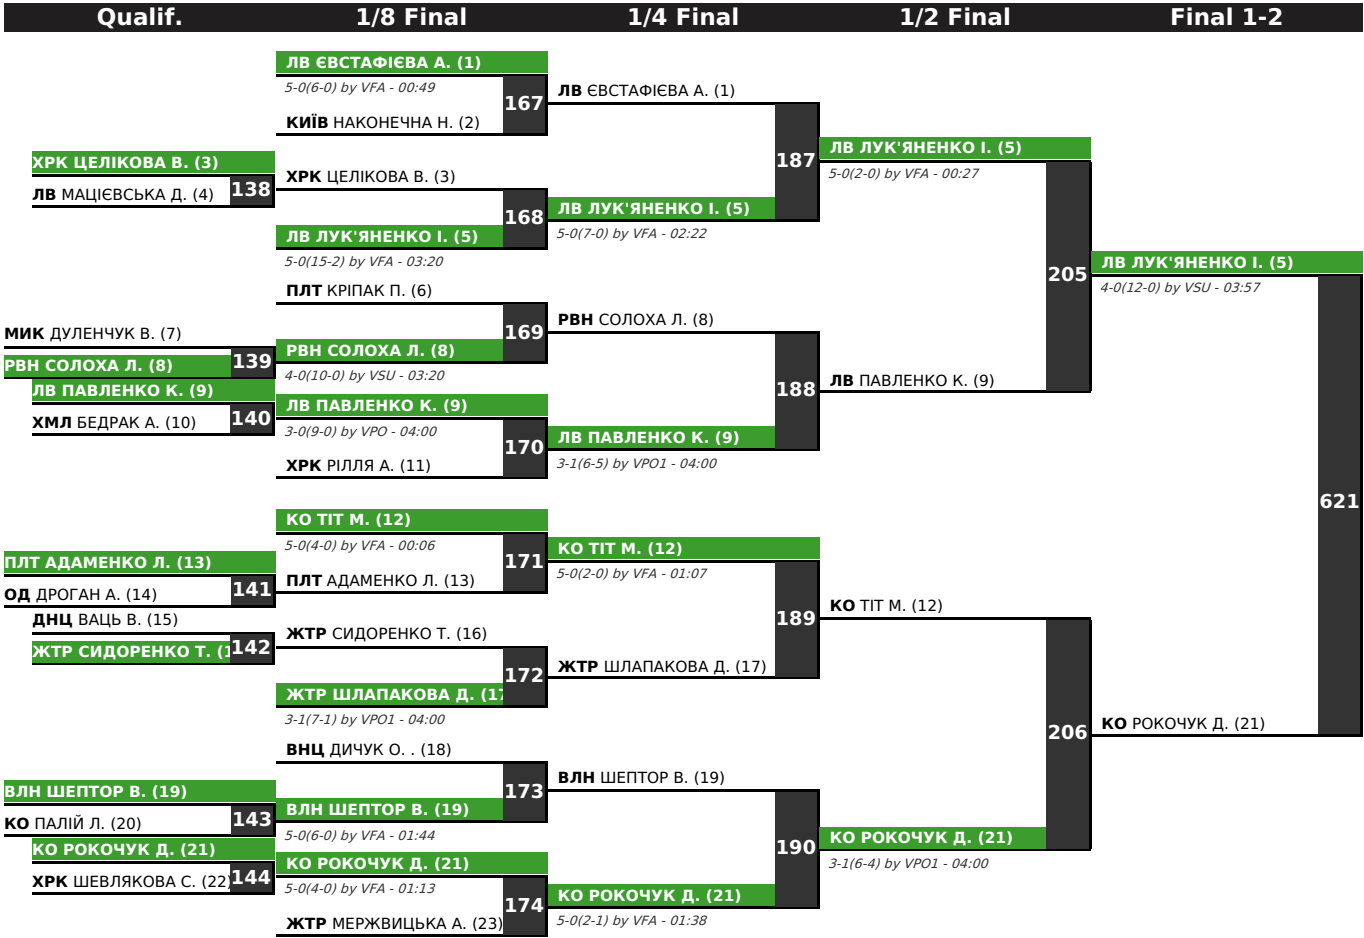 Qualif.
1/8 Final
1/4 Final
1/2 Final
Final 1-2
ХРК ЦЕЛІКОВА В. (3)
ЛВ МАЦІЄВСЬКА Д. (4)
138
МИК ДУЛЕНЧУК В. (7)
РВН СОЛОХА Л. (8)
139
ЛВ ПАВЛЕНКО К. (9)
ХМЛ БЕДРАК А. (10)
140
ПЛТ АДАМЕНКО Л. (13)
ОД ДРОГАН А. (14)
141
ДНЦ ВАЦЬ В. (15)
ЖТР СИДОРЕНКО Т. (1
142
ВЛН ШЕПТОР В. (19)
КО ПАЛІЙ Л. (20)
143
КО РОКОЧУК Д. (21)
ХРК ШЕВЛЯКОВА С. (22)
144
ЛВ ЄВСТАФІЄВА А. (1)
5-0(6-0) by VFA - 00:49
КИЇВ НАКОНЕЧНА Н. (2)
167
ХРК ЦЕЛІКОВА В. (3)
168
ЛВ ЛУК'ЯНЕНКО І. (5)
5-0(15-2) by VFA - 03:20
ПЛТ КРІПАК П. (6)
169
РВН СОЛОХА Л. (8)
4-0(10-0) by VSU - 03:20
ЛВ ПАВЛЕНКО К. (9)
3-0(9-0) by VPO - 04:00
ХРК РІЛЛЯ А. (11)
170
КО ТІТ М. (12)
5-0(4-0) by VFA - 00:06
ПЛТ АДАМЕНКО Л. (13)
171
ЖТР СИДОРЕНКО Т. (16)
172
ЖТР ШЛАПАКОВА Д. (17
3-1(7-1) by VPO1 - 04:00
ВНЦ ДИЧУК О. . (18)
173
ВЛН ШЕПТОР В. (19)
5-0(6-0) by VFA - 01:44
КО РОКОЧУК Д. (21)
5-0(4-0) by VFA - 01:13
ЖТР МЕРЖВИЦЬКА А. (23)
174
ЛВ ЄВСТАФІЄВА А. (1)
187
ЛВ ЛУК'ЯНЕНКО І. (5)
5-0(7-0) by VFA - 02:22
РВН СОЛОХА Л. (8)
188
ЛВ ПАВЛЕНКО К. (9)
3-1(6-5) by VPO1 - 04:00
КО ТІТ М. (12)
5-0(2-0) by VFA - 01:07
189
ЖТР ШЛАПАКОВА Д. (17)
ВЛН ШЕПТОР В. (19)
190
КО РОКОЧУК Д. (21)
5-0(2-1) by VFA - 01:38
ЛВ ЛУК'ЯНЕНКО І. (5)
5-0(2-0) by VFA - 00:27
205
ЛВ ПАВЛЕНКО К. (9)
КО ТІТ М. (12)
206
КО РОКОЧУК Д. (21)
3-1(6-4) by VPO1 - 04:00
ЛВ ЛУК'ЯНЕНКО І. (5)
4-0(12-0) by VSU - 03:57
621
КО РОКОЧУК Д. (21)